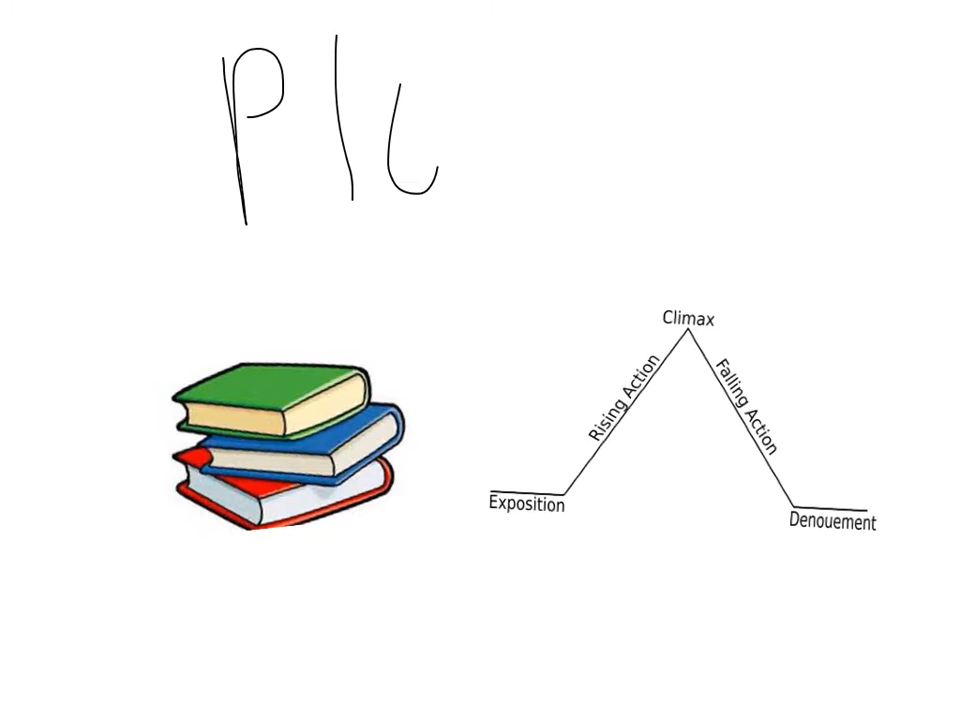 Pl
Climax
Rising Action
Falling Action
Exposition
Denouement